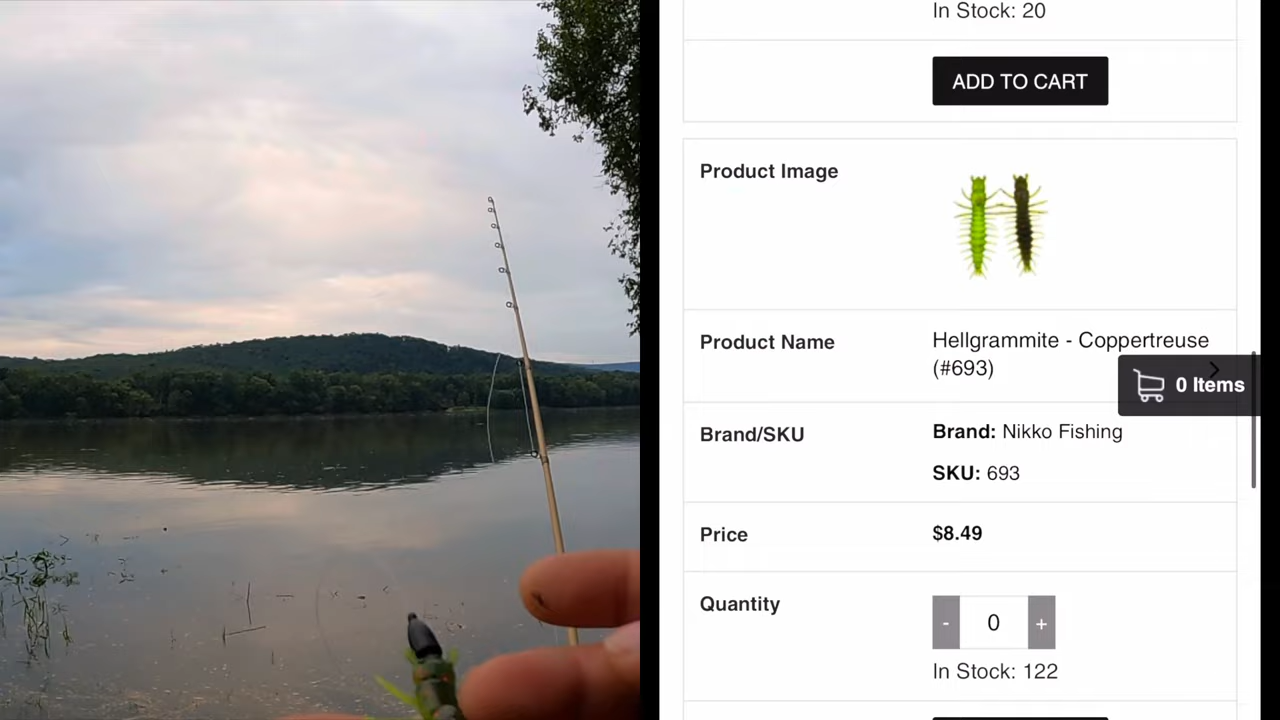 In Stock: 20
ADD TO CART
Product Image
Product Name
Hellgrammite - Coppertreuse
(#693)
0 Items
Brand/SKU
Brand: Nikko Fishing
SKU: 693
Price
$8.49
Quantity
- 0 +
In Stock: 122